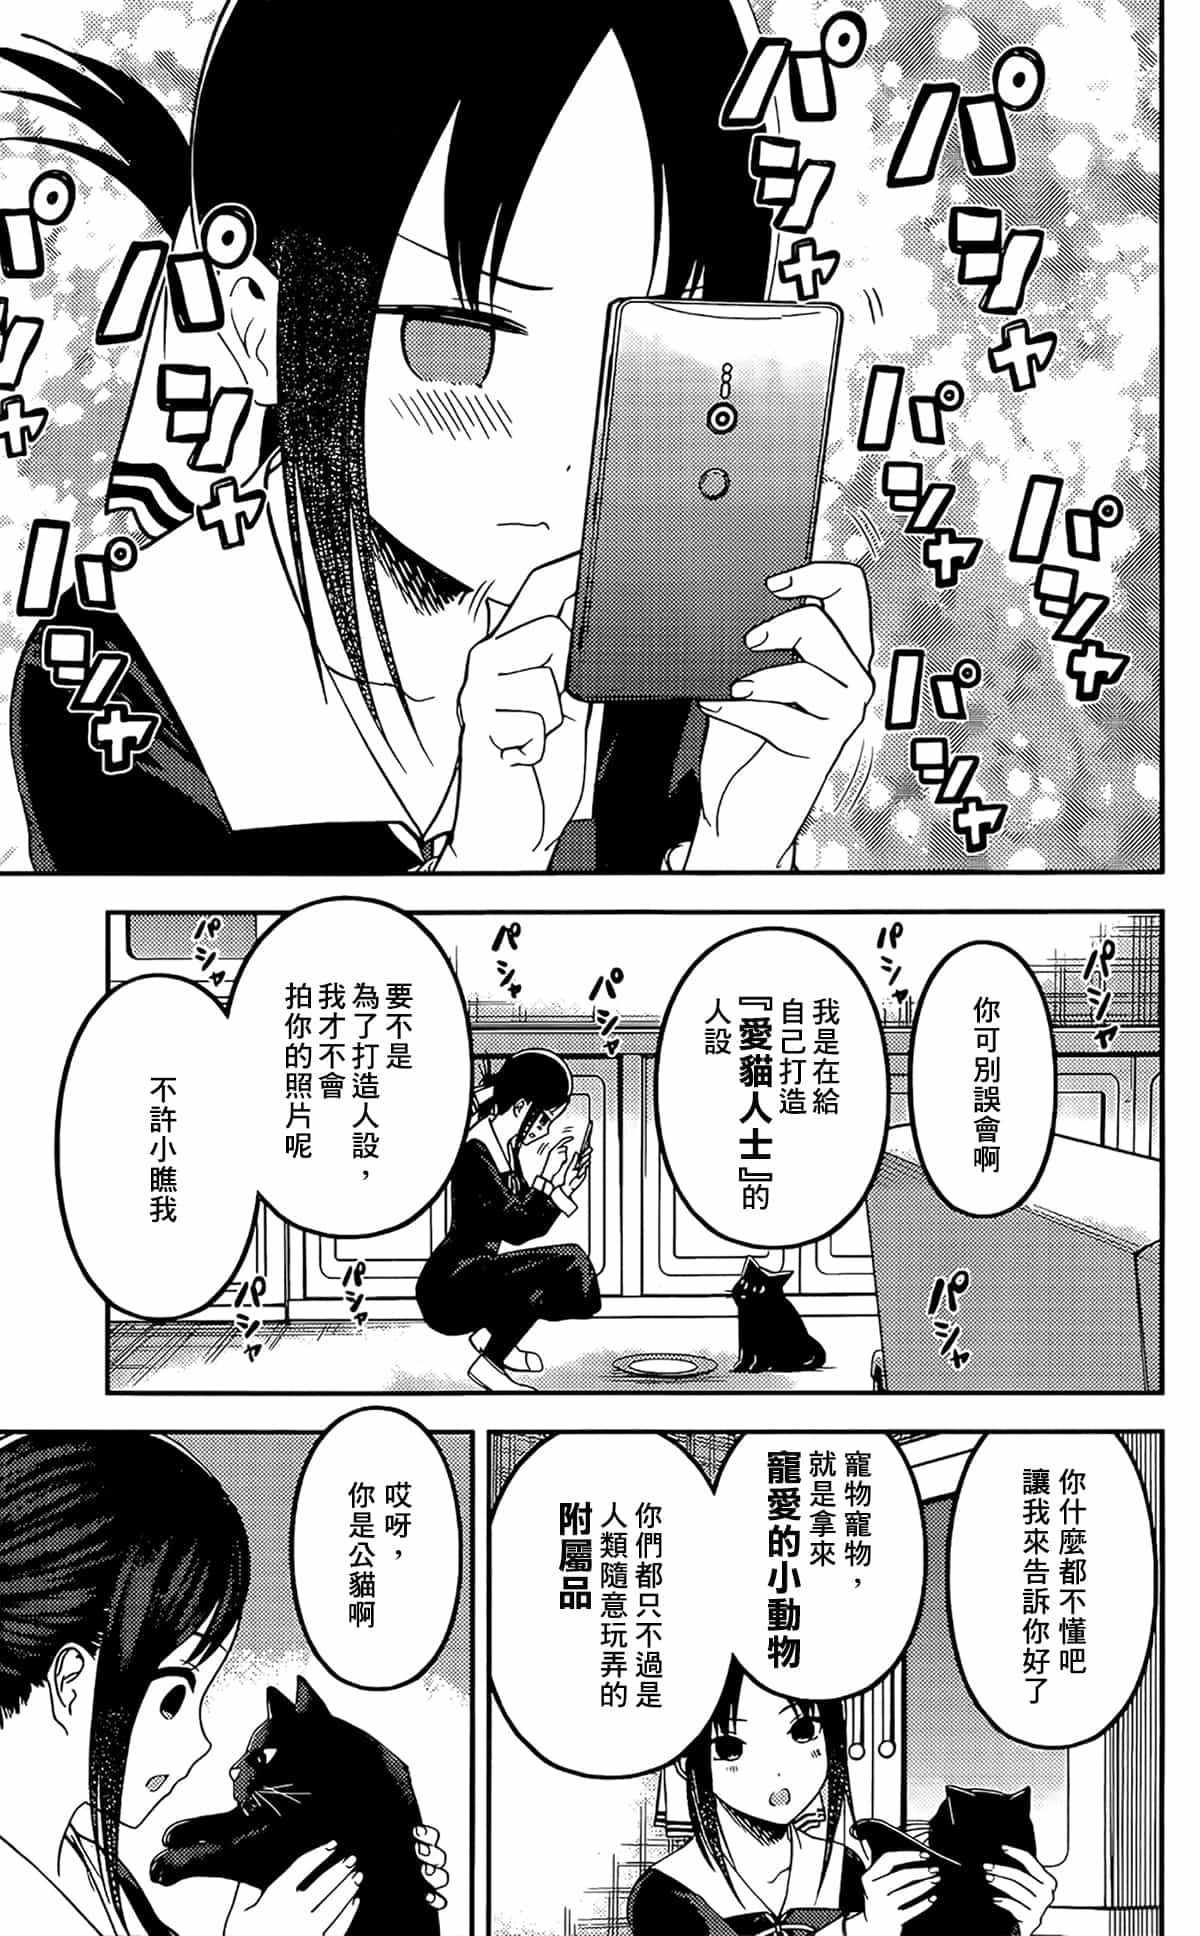 パシャ
パシャ
パシャ
パシャ
パシャ
パシャ
パシャ
パシャ
パシャ
你可別誤會啊
我是在給
自己打造
『愛貓人士』的
人設
要不是
為了打造人設，
我才不會
拍你的照片呢
不許小瞧我
パシャ
パシャ
パシャ
パシャ
パシャ
パシャ
パシャ
你什麼都不懂吧
讓我來告訴你好了
寵物寵物，
就是拿來
寵愛的小動物
你們都只不過是
人類隨意玩弄的
附屬品
哎呀，
你是公貓啊